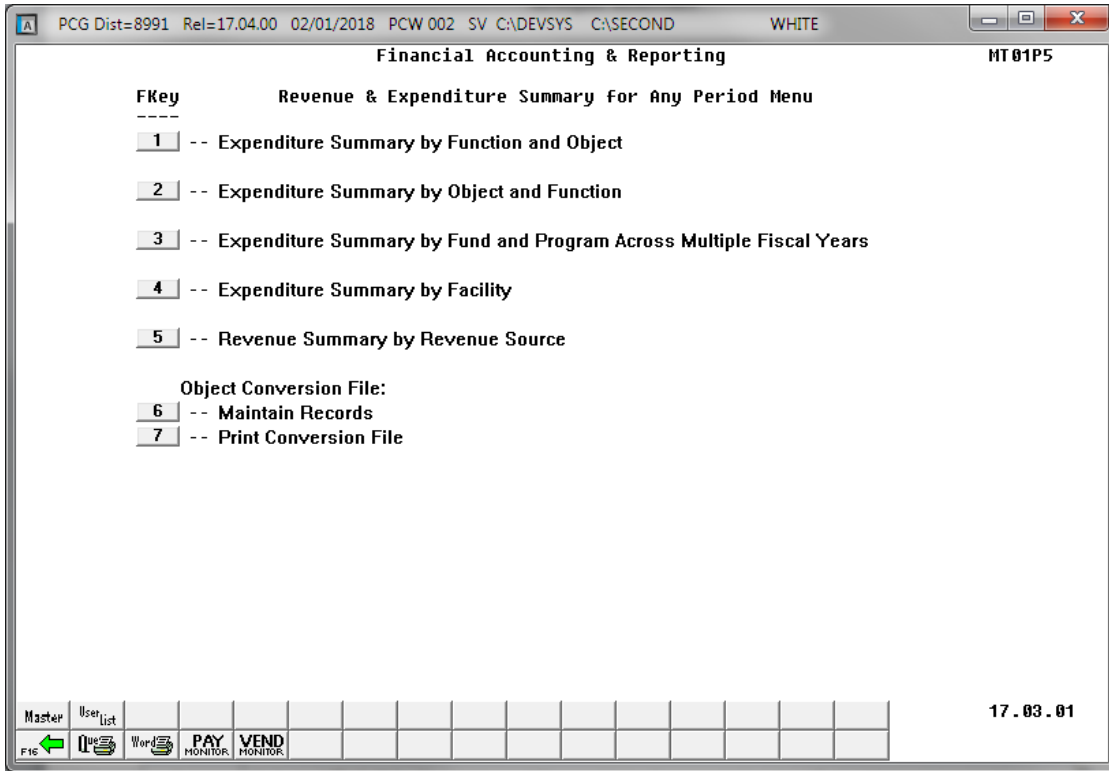 A PCG Dist=8991 Rel=17.04.00 02/01/2018 PCW 002 SV C:\DEVSYS C:\SECOND WHITE
Financial Accounting & Reporting MT01P5
FKey Revenue & Expenditure Summary for Any Period Menu
----
1 -- Expenditure Summary by Function and Object
2 -- Expenditure Summary by Object and Function
3 -- Expenditure Summary by Fund and Program Across Multiple Fiscal Years
4 -- Expenditure Summary by Facility
5 -- Revenue Summary by Revenue Source
Object Conversion File:
6 -- Maintain Records
7 -- Print Conversion File
Master User List 17.03.01
F16 Que Word PAY MONITOR VEND MONITOR